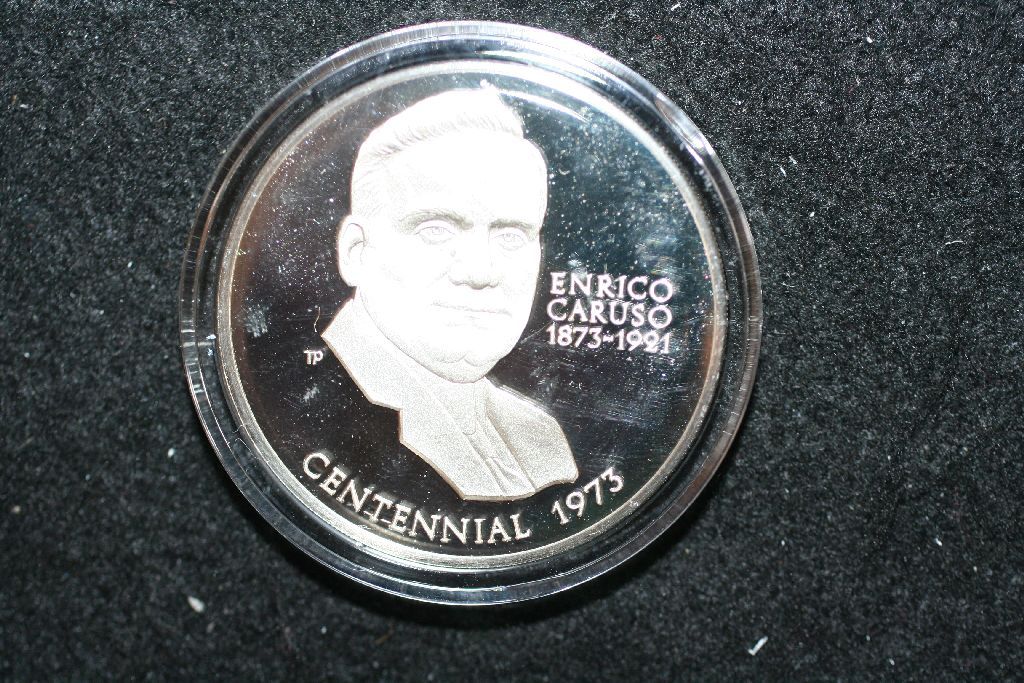 ENRICO
CARUSO
1873-1921
TP
CENTENNIAL 1973